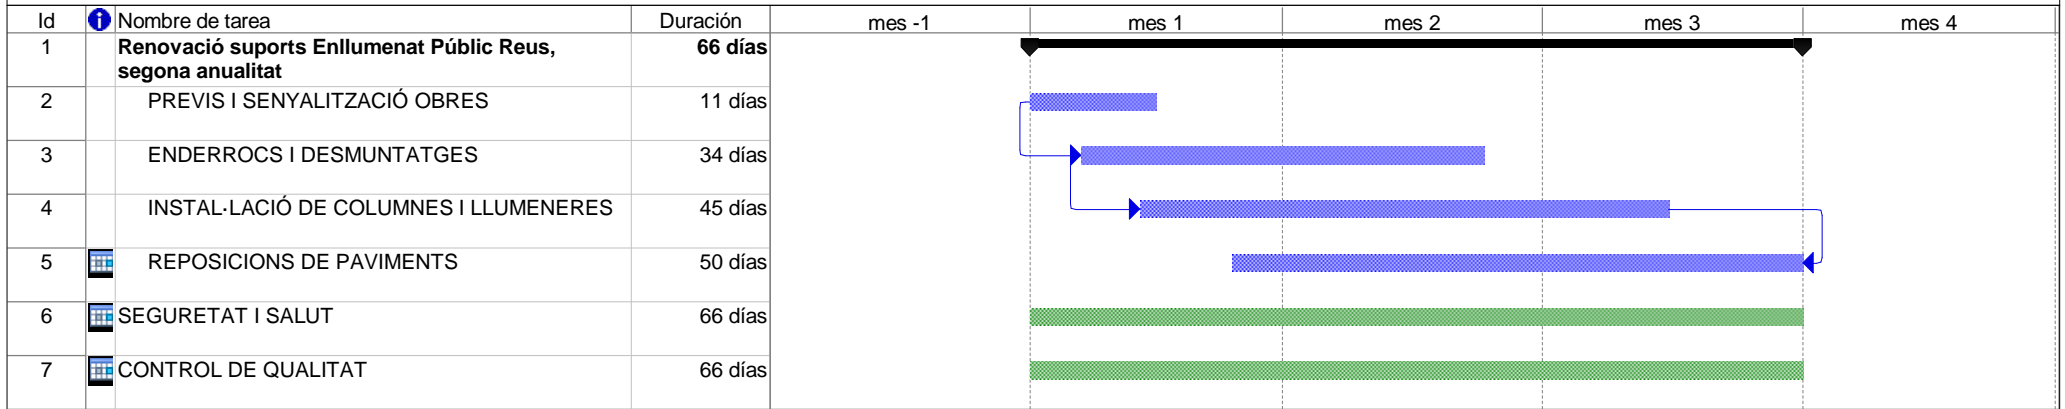 Id Nombre de tarea Duración mes -1 mes 1 mes 2 mes 3 mes 4
1 Renovació suports Enllumenat Públic Reus, 66 días
segona anualitat
2 PREVIS I SENYALITZACIÓ OBRES 11 días
3 ENDERROCS I DESMUNTATGES 34 días
4 INSTAL·LACIÓ DE COLUMNES I LLUMENERES 45 días
5 REPOSICIONS DE PAVIMENTS 50 días
6 SEGURETAT I SALUT 66 días
7 CONTROL DE QUALITAT 66 días